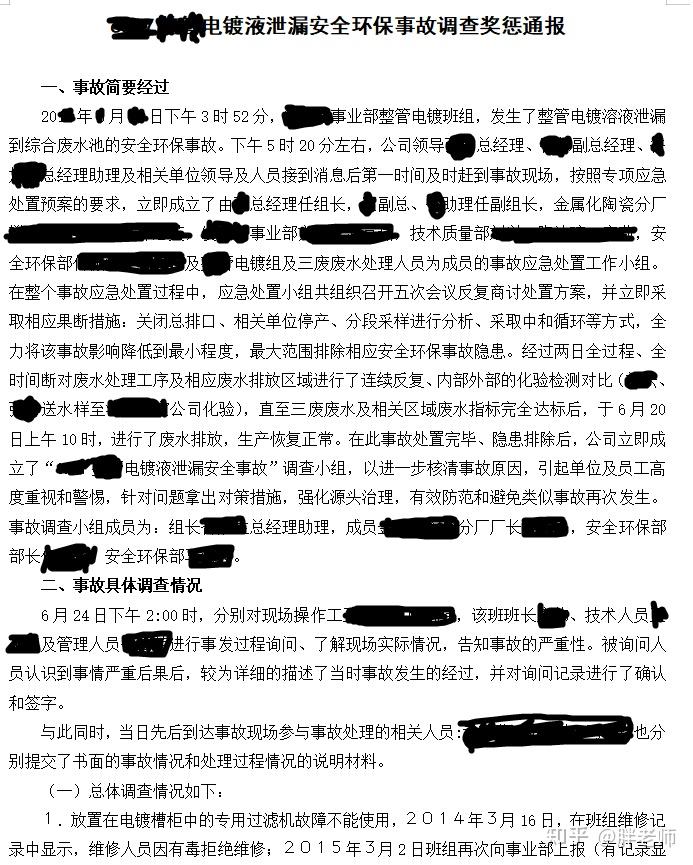 电镀液泄漏安全环保事故调查奖惩通报
一、事故简要经过
20 年 月 日下午 3 时 52 分， 事业部整管电镀班组，发生了整管电镀溶液泄漏
到综合废水池的安全环保事故。下午 5 时 20 分左右，公司领导 总经理、 副总经理、
总经理助理及相关单位领导及人员接到消息后第一时间及时赶到事故现场，按照专项应急
处置预案的要求，立即成立了由 总经理任组长， 副总、 助理任副组长，金属化陶瓷分厂
事业部 ，技术质量部 ，安
全环保部 及 电镀组及三废废水处理人员为成员的事故应急处置工作小组。
在整个事故应急处置过程中，应急处置小组共组织召开五次会议反复商讨处置方案，并立即采
取相应果断措施：关闭总排口、相关单位停产、分段采样进行分析、采取中和循环等方式，全
力将该事故影响降低到最小程度，最大范围排除相应安全环保事故隐患。经过两日全过程、全
时间断对废水处理工序及相应废水排放区域进行了连续反复、内部外部的化验检测对比（ 、
送水样至 公司化验），直至三废废水及相关区域废水指标完全达标后，于 6 月 20
日上午 10 时，进行了废水排放，生产恢复正常。在此事故处置完毕、隐患排除后，公司立即成
立了“ 电镀液泄漏安全事故”调查小组，以进一步核清事故原因，引起单位及员工高
度重视和警惕，针对问题拿出对策措施，强化源头治理，有效防范和避免类似事故再次发生。
事故调查小组成员为：组长 总经理助理，成员 分厂厂长 ，安全环保部
部长 ，安全环保部 。
二、事故具体调查情况
6 月 24 日下午 2:00 时，分别对现场操作工 ，该班班长 、技术人员
及管理人员 进行事发过程询问、了解现场实际情况，告知事故的严重性。被询问人
员认识到事情严重后果后，较为详细的描述了当时事故发生的经过，并对询问记录进行了确认
和签字。
与此同时，当日先后到达事故现场参与事故处理的相关人员： 也分
别提交了书面的事故情况和处理过程情况的说明材料。
（一）总体调查情况如下：
１．放置在电镀槽柜中的专用过滤机故障不能使用，２０１４年３月 16 日，在班组维修记
录中显示，维修人员因有毒拒绝维修；２０１５年３月２日班组再次向事业部上报（有记录显
知乎 @胖老师